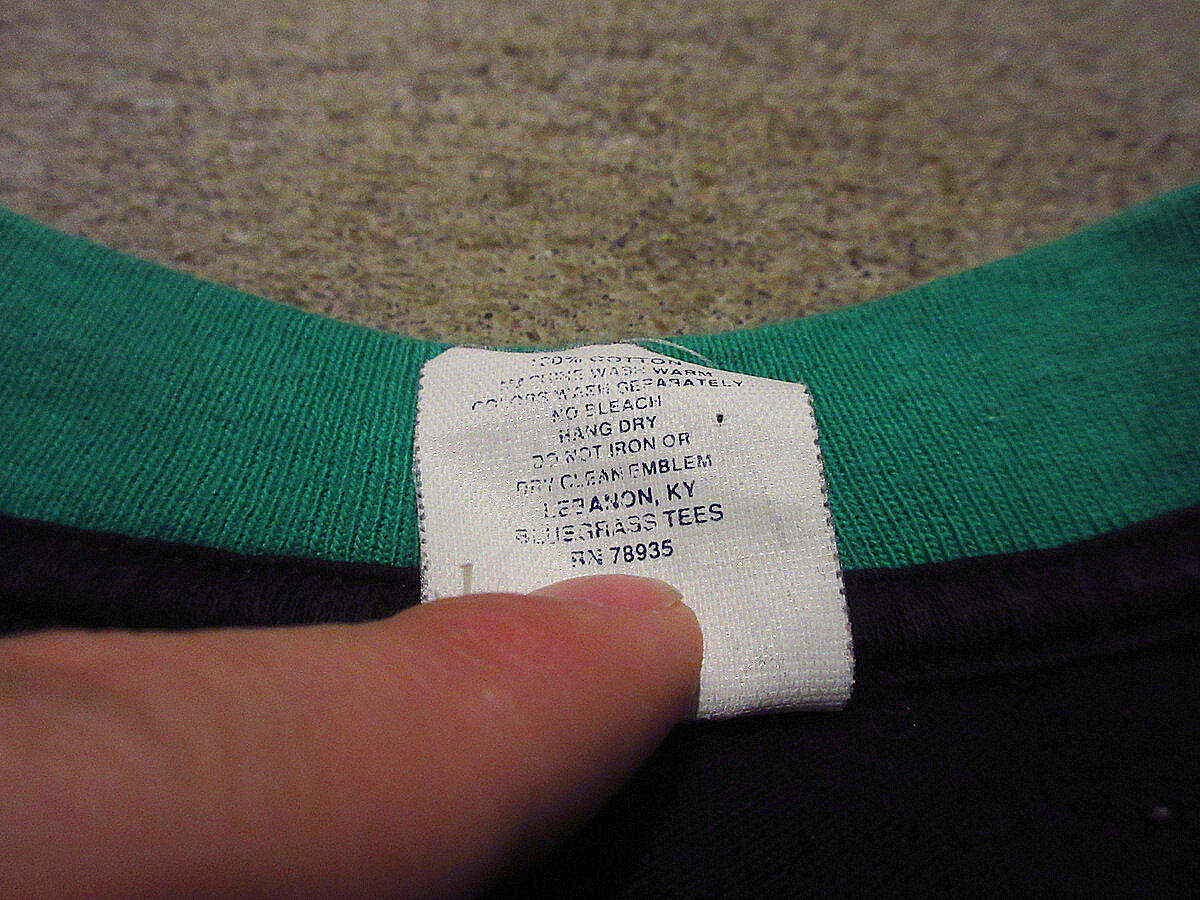 100% COTTON
MACHINE WASH WARM
COLORS WASH SEPARATELY
NO BLEACH
HANG DRY
DO NOT IRON OR
DRY CLEAN EMBLEM
LEBANON, KY
BLUEGRASS TEES
RN 78935